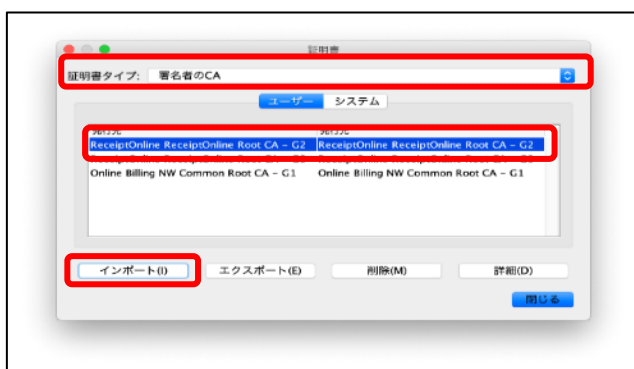 証明書
証明書タイプ: 署名者のCA
ユーザー システム
ReceiptOnline ReceiptOnline Root CA – G2 ReceiptOnline ReceiptOnline Root CA – G2
Online Billing NW Common Root CA – G1 Online Billing NW Common Root CA – G1
インポート(I) エクスポート(E) 削除(M) 詳細(D)
閉じる